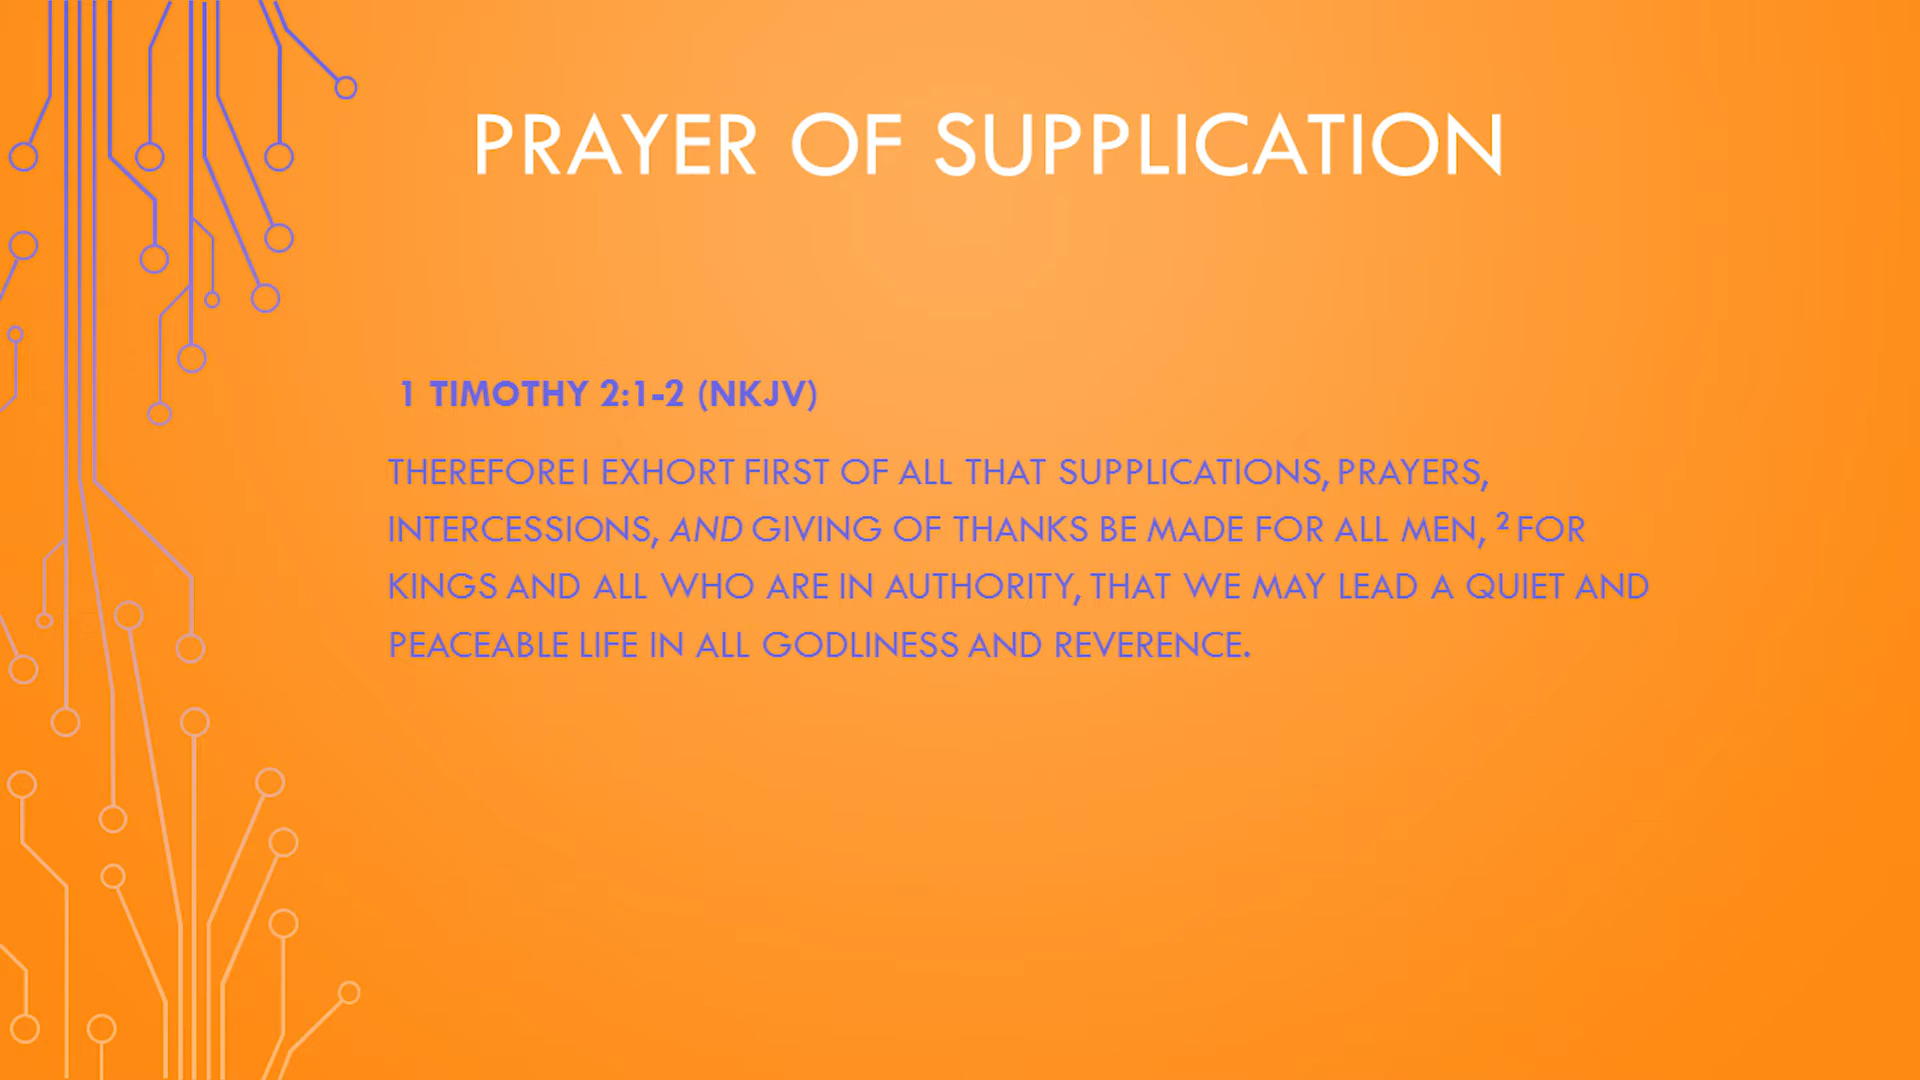 PRAYER OF SUPPLICATION
1 TIMOTHY 2:1-2 (NKJV)
THEREFORE I EXHORT FIRST OF ALL THAT SUPPLICATIONS, PRAYERS,
INTERCESSIONS, AND GIVING OF THANKS BE MADE FOR ALL MEN, ² FOR
KINGS AND ALL WHO ARE IN AUTHORITY, THAT WE MAY LEAD A QUIET AND
PEACEABLE LIFE IN ALL GODLINESS AND REVERENCE.